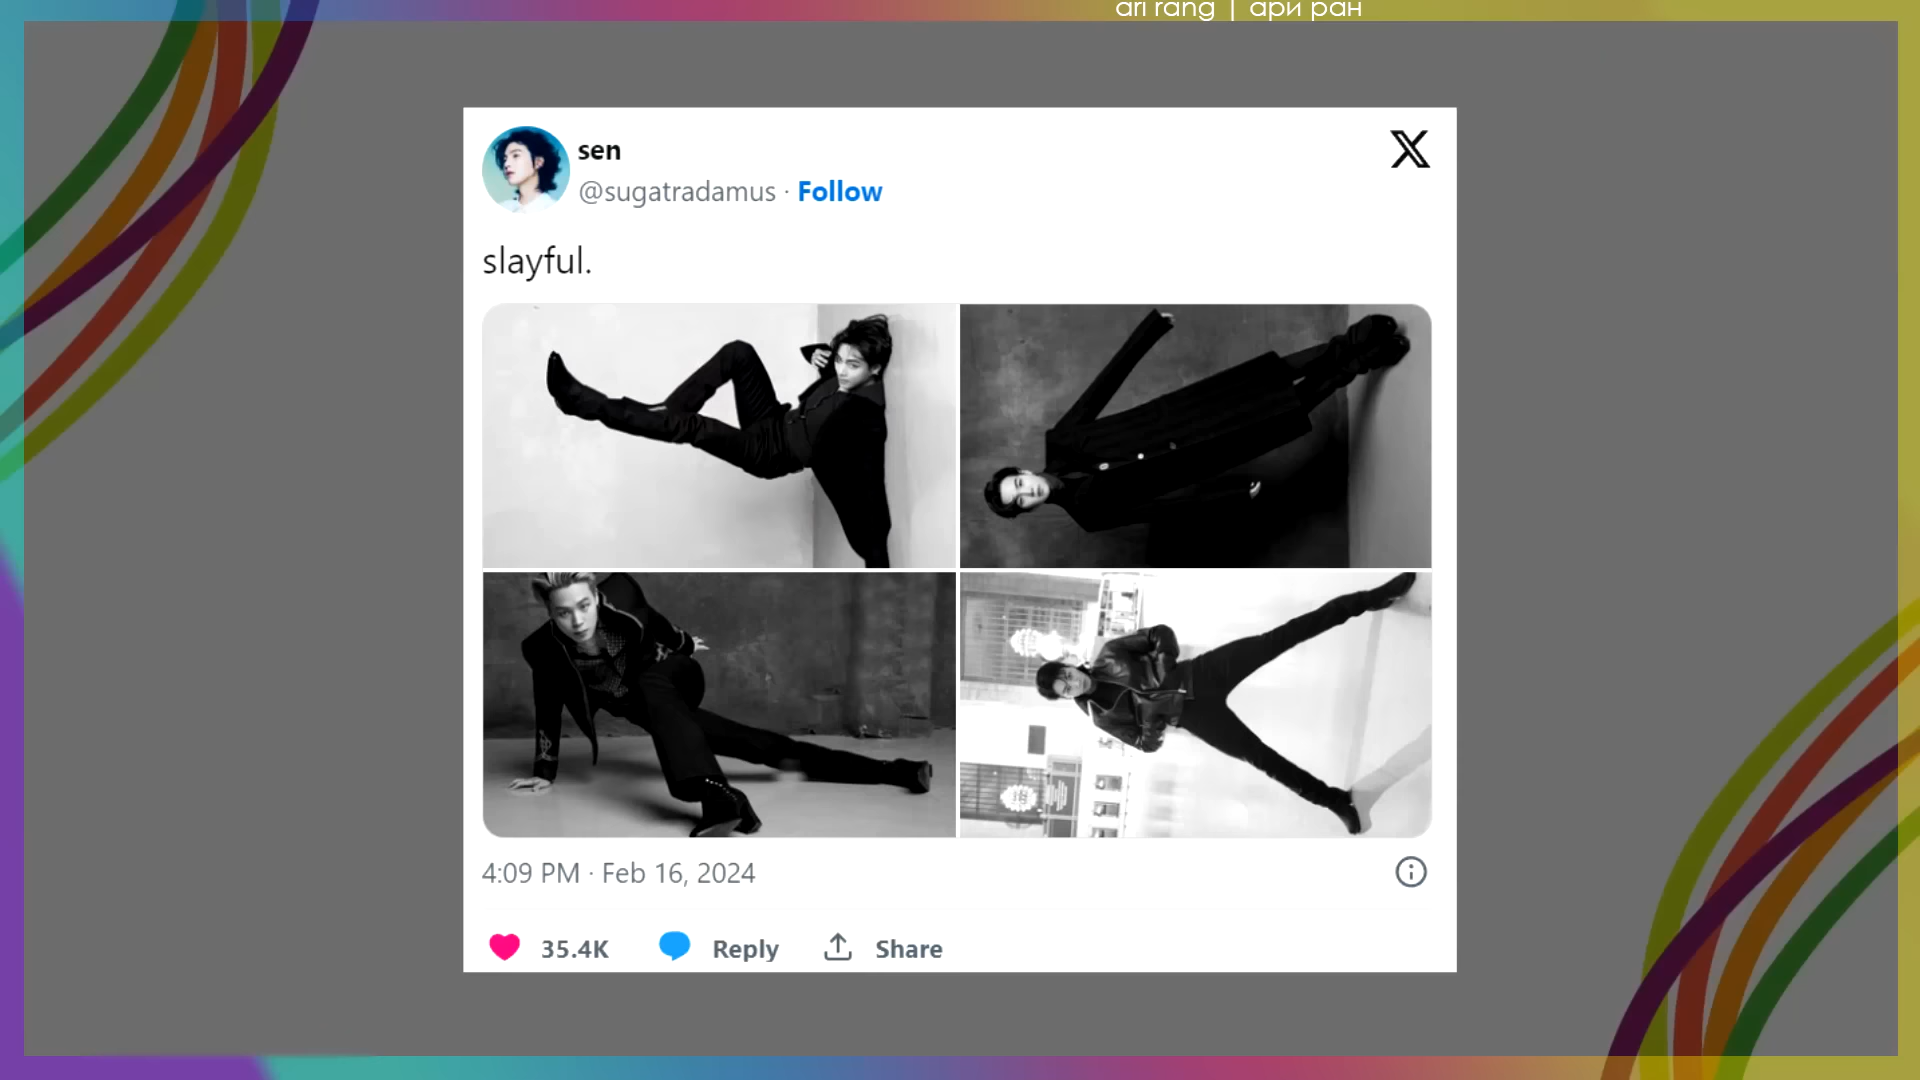 ari rang | ари ран
sen
@sugatradamus · Follow
slayful.
4:09 PM · Feb 16, 2024
35.4K Reply Share